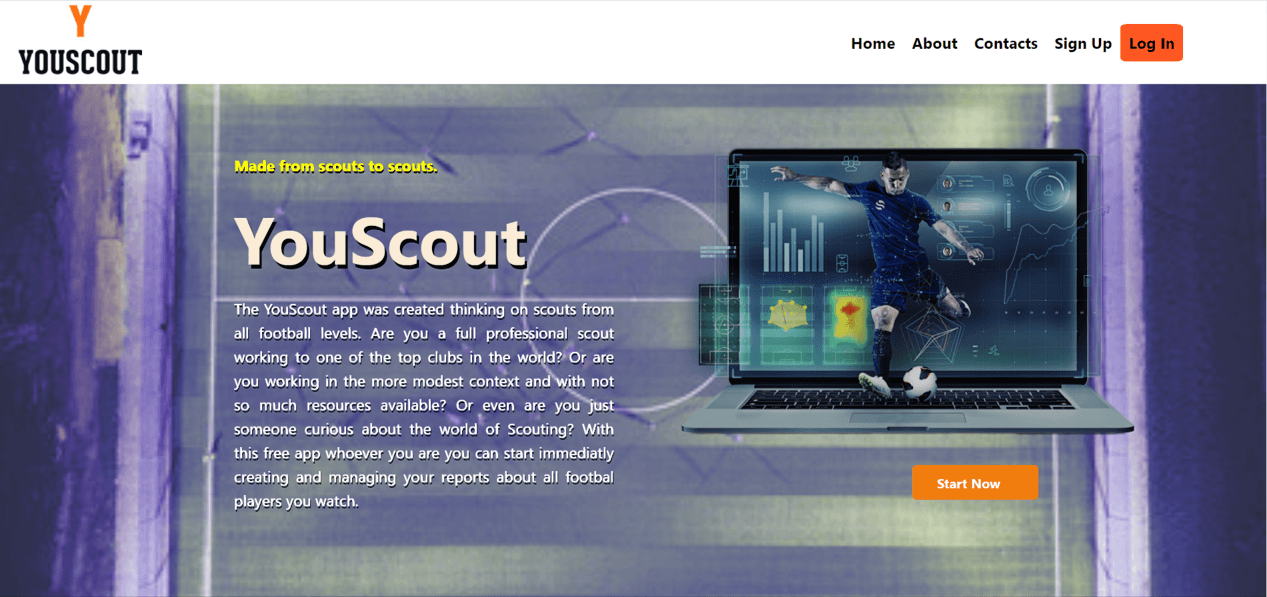 Y
YOUSCOUT
Home About Contacts Sign Up Log In
Made from scouts to scouts.
YouScout
The YouScout app was created thinking on scouts from
all football levels. Are you a full professional scout
working to one of the top clubs in the world? Or are
you working in the more modest context and with not
so much resources available? Or even are you just
someone curious about the world of Scouting? With
this free app whoever you are you can start immediatly
creating and managing your reports about all footbal
players you watch.
Start Now